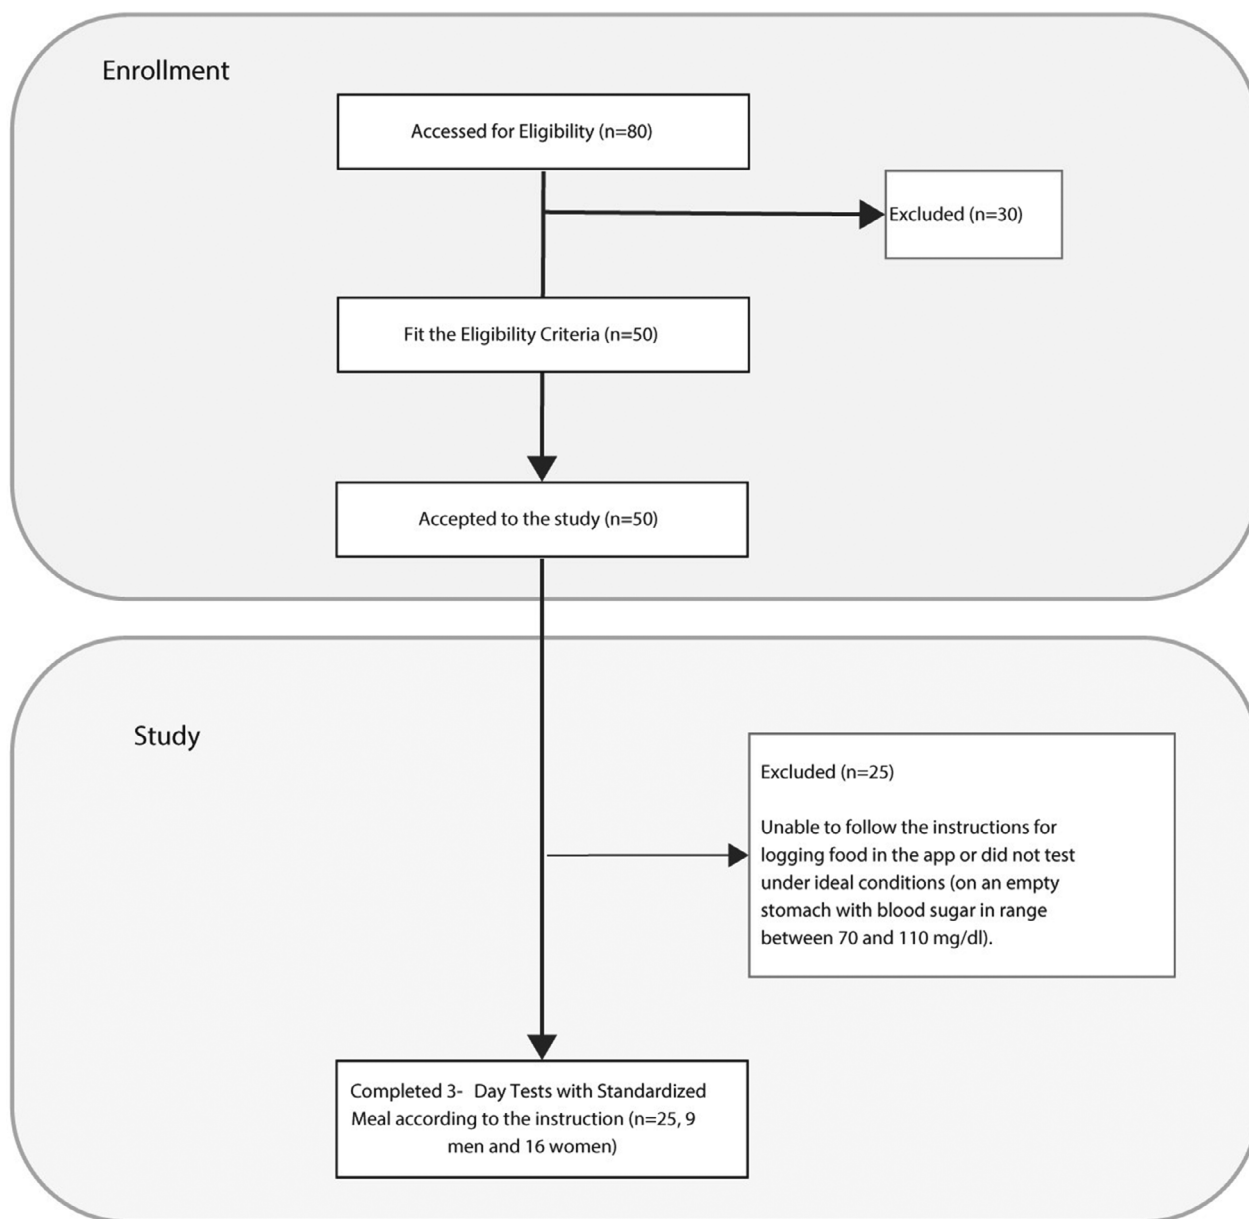 Enrollment
Accessed for Eligibility (n=80)
Excluded (n=30)
Fit the Eligibility Criteria (n=50)
Accepted to the study (n=50)
Study
Excluded (n=25)
Unable to follow the instructions for
logging food in the app or did not test
under ideal conditions (on an empty
stomach with blood sugar in range
between 70 and 110 mg/dl).
Completed 3- Day Tests with Standardized
Meal according to the instruction (n=25, 9
men and 16 women)